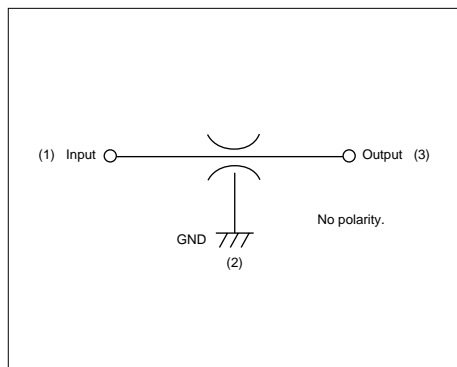 (1) Input Output (3)
No polarity.
GND
(2)